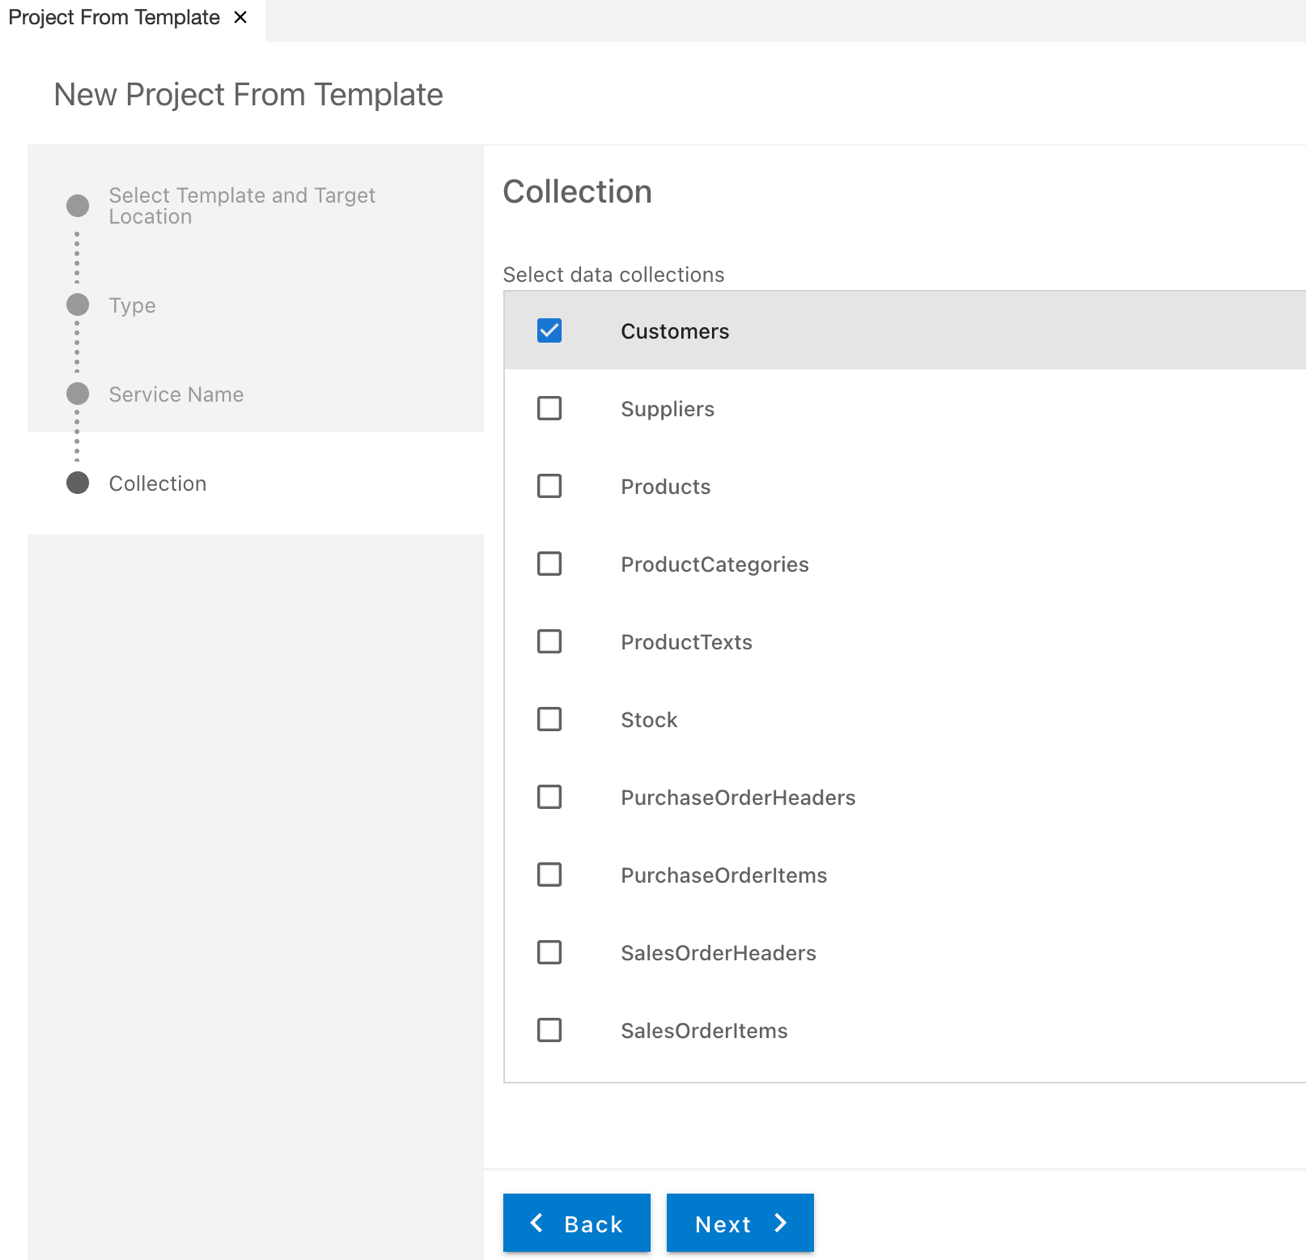 Project From Template ×
New Project From Template
Select Template and Target
Location
Type
Service Name
Collection
Collection
Select data collections
Customers
Suppliers
Products
ProductCategories
ProductTexts
Stock
PurchaseOrderHeaders
PurchaseOrderItems
SalesOrderHeaders
SalesOrderItems
Back
Next